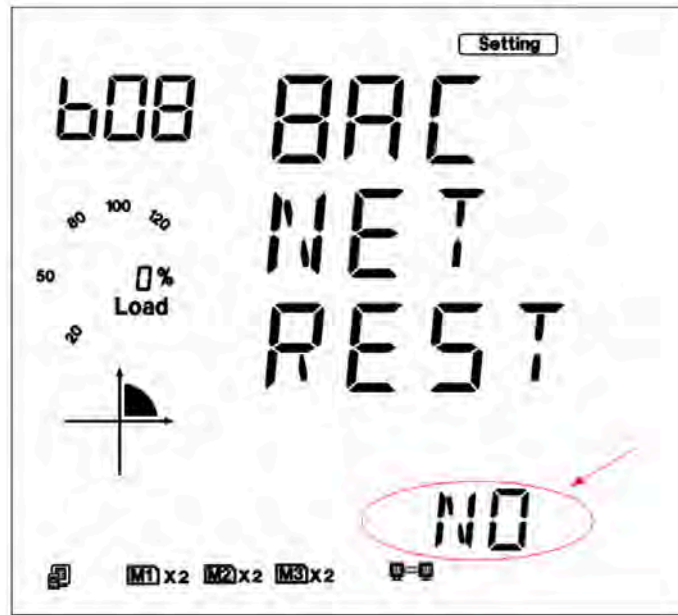 Setting
b08 BAC
NET
REST
80 100 120
50 0%
Load
20
NO
M1 X2 M2 X2 M3 X2